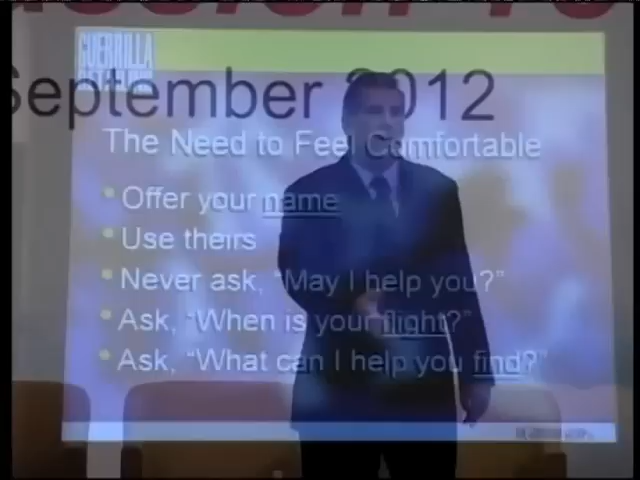 GUERRILLA
September 2012
The Need to Feel Comfortable
• Offer your name
• Use theirs
• Never ask, “May I help you?”
• Ask, “When is your flight?”
• Ask, “What can I help you find?”